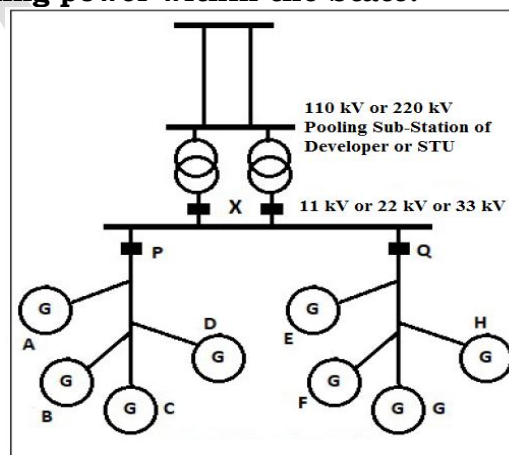 power within the State.
110 kV or 220 kV
Pooling Sub-Station of
Developer or STU
X
11 kV or 22 kV or 33 kV
P
Q
G
A
G
B
G
C
D
G
G
E
G
F
G
G
H
G